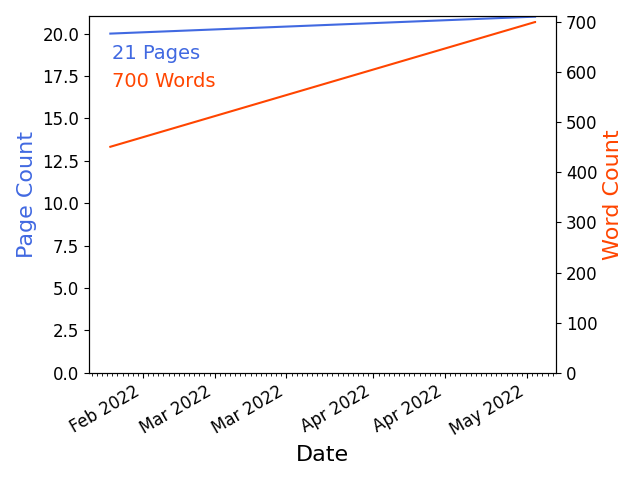 20.0
17.5
15.0
12.5
10.0
7.5
5.0
2.5
0.0
Page Count
21 Pages
700 Words
700
600
500
400
300
200
100
0
Word Count
Feb 2022
Mar 2022
Mar 2022
Apr 2022
Apr 2022
May 2022
Date